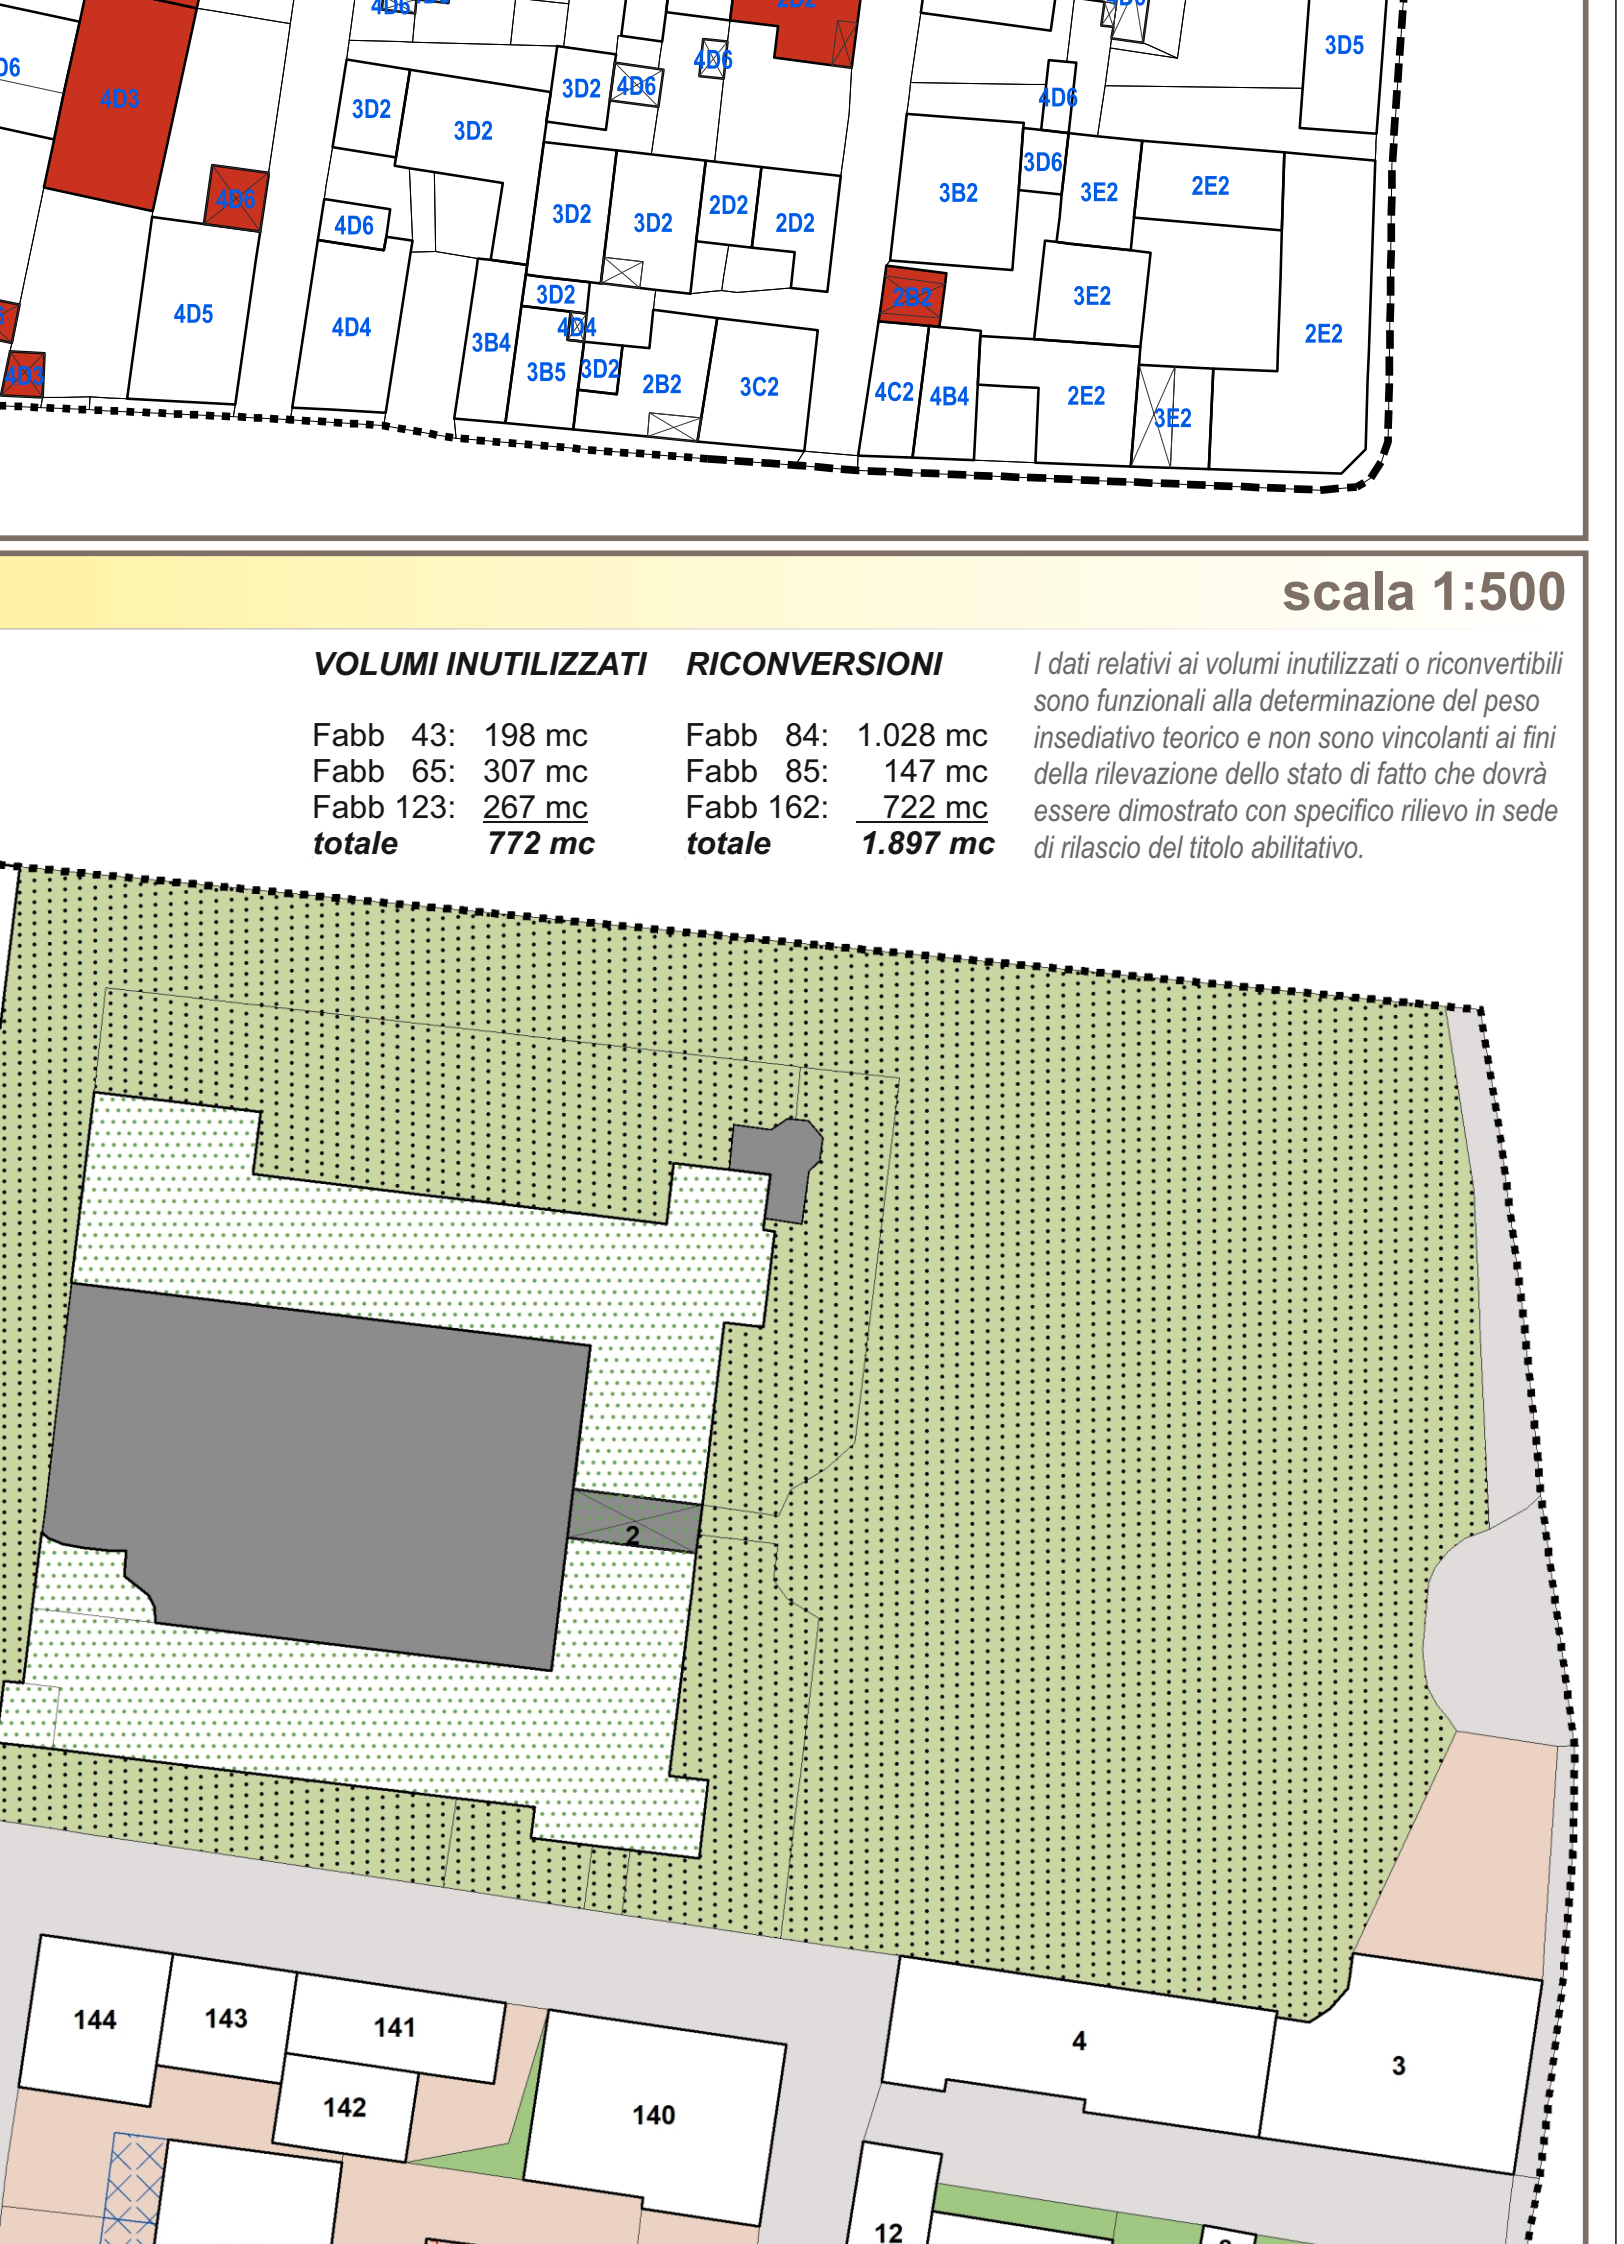 4D6
2D2
3D5
4D3
3D2
3D2
3D2
4D6
4D6
4D6
3D6
3B2
3E2
2E2
4D6
4D6
3D2
3D2
2D2
2D2
4D5
4D4
3D2
4D4
3B4
3B5
3D2
2B2
3C2
2B2
3E2
2E2
4D3
4C2
4B4
2E2
3E2
scala 1:500
VOLUMI INUTILIZZATI
Fabb 43: 198 mc
Fabb 65: 307 mc
Fabb 123: 267 mc
totale 772 mc
RICONVERSIONI
Fabb 84: 1.028 mc
Fabb 85: 147 mc
Fabb 162: 722 mc
totale 1.897 mc
I dati relativi ai volumi inutilizzati o riconvertibili
sono funzionali alla determinazione del peso
insediativo teorico e non sono vincolanti ai fini
della rilevazione dello stato di fatto che dovrà
essere dimostrato con specifico rilievo in sede
di rilascio del titolo abilitativo.
2
144
143
141
142
140
4
3
12